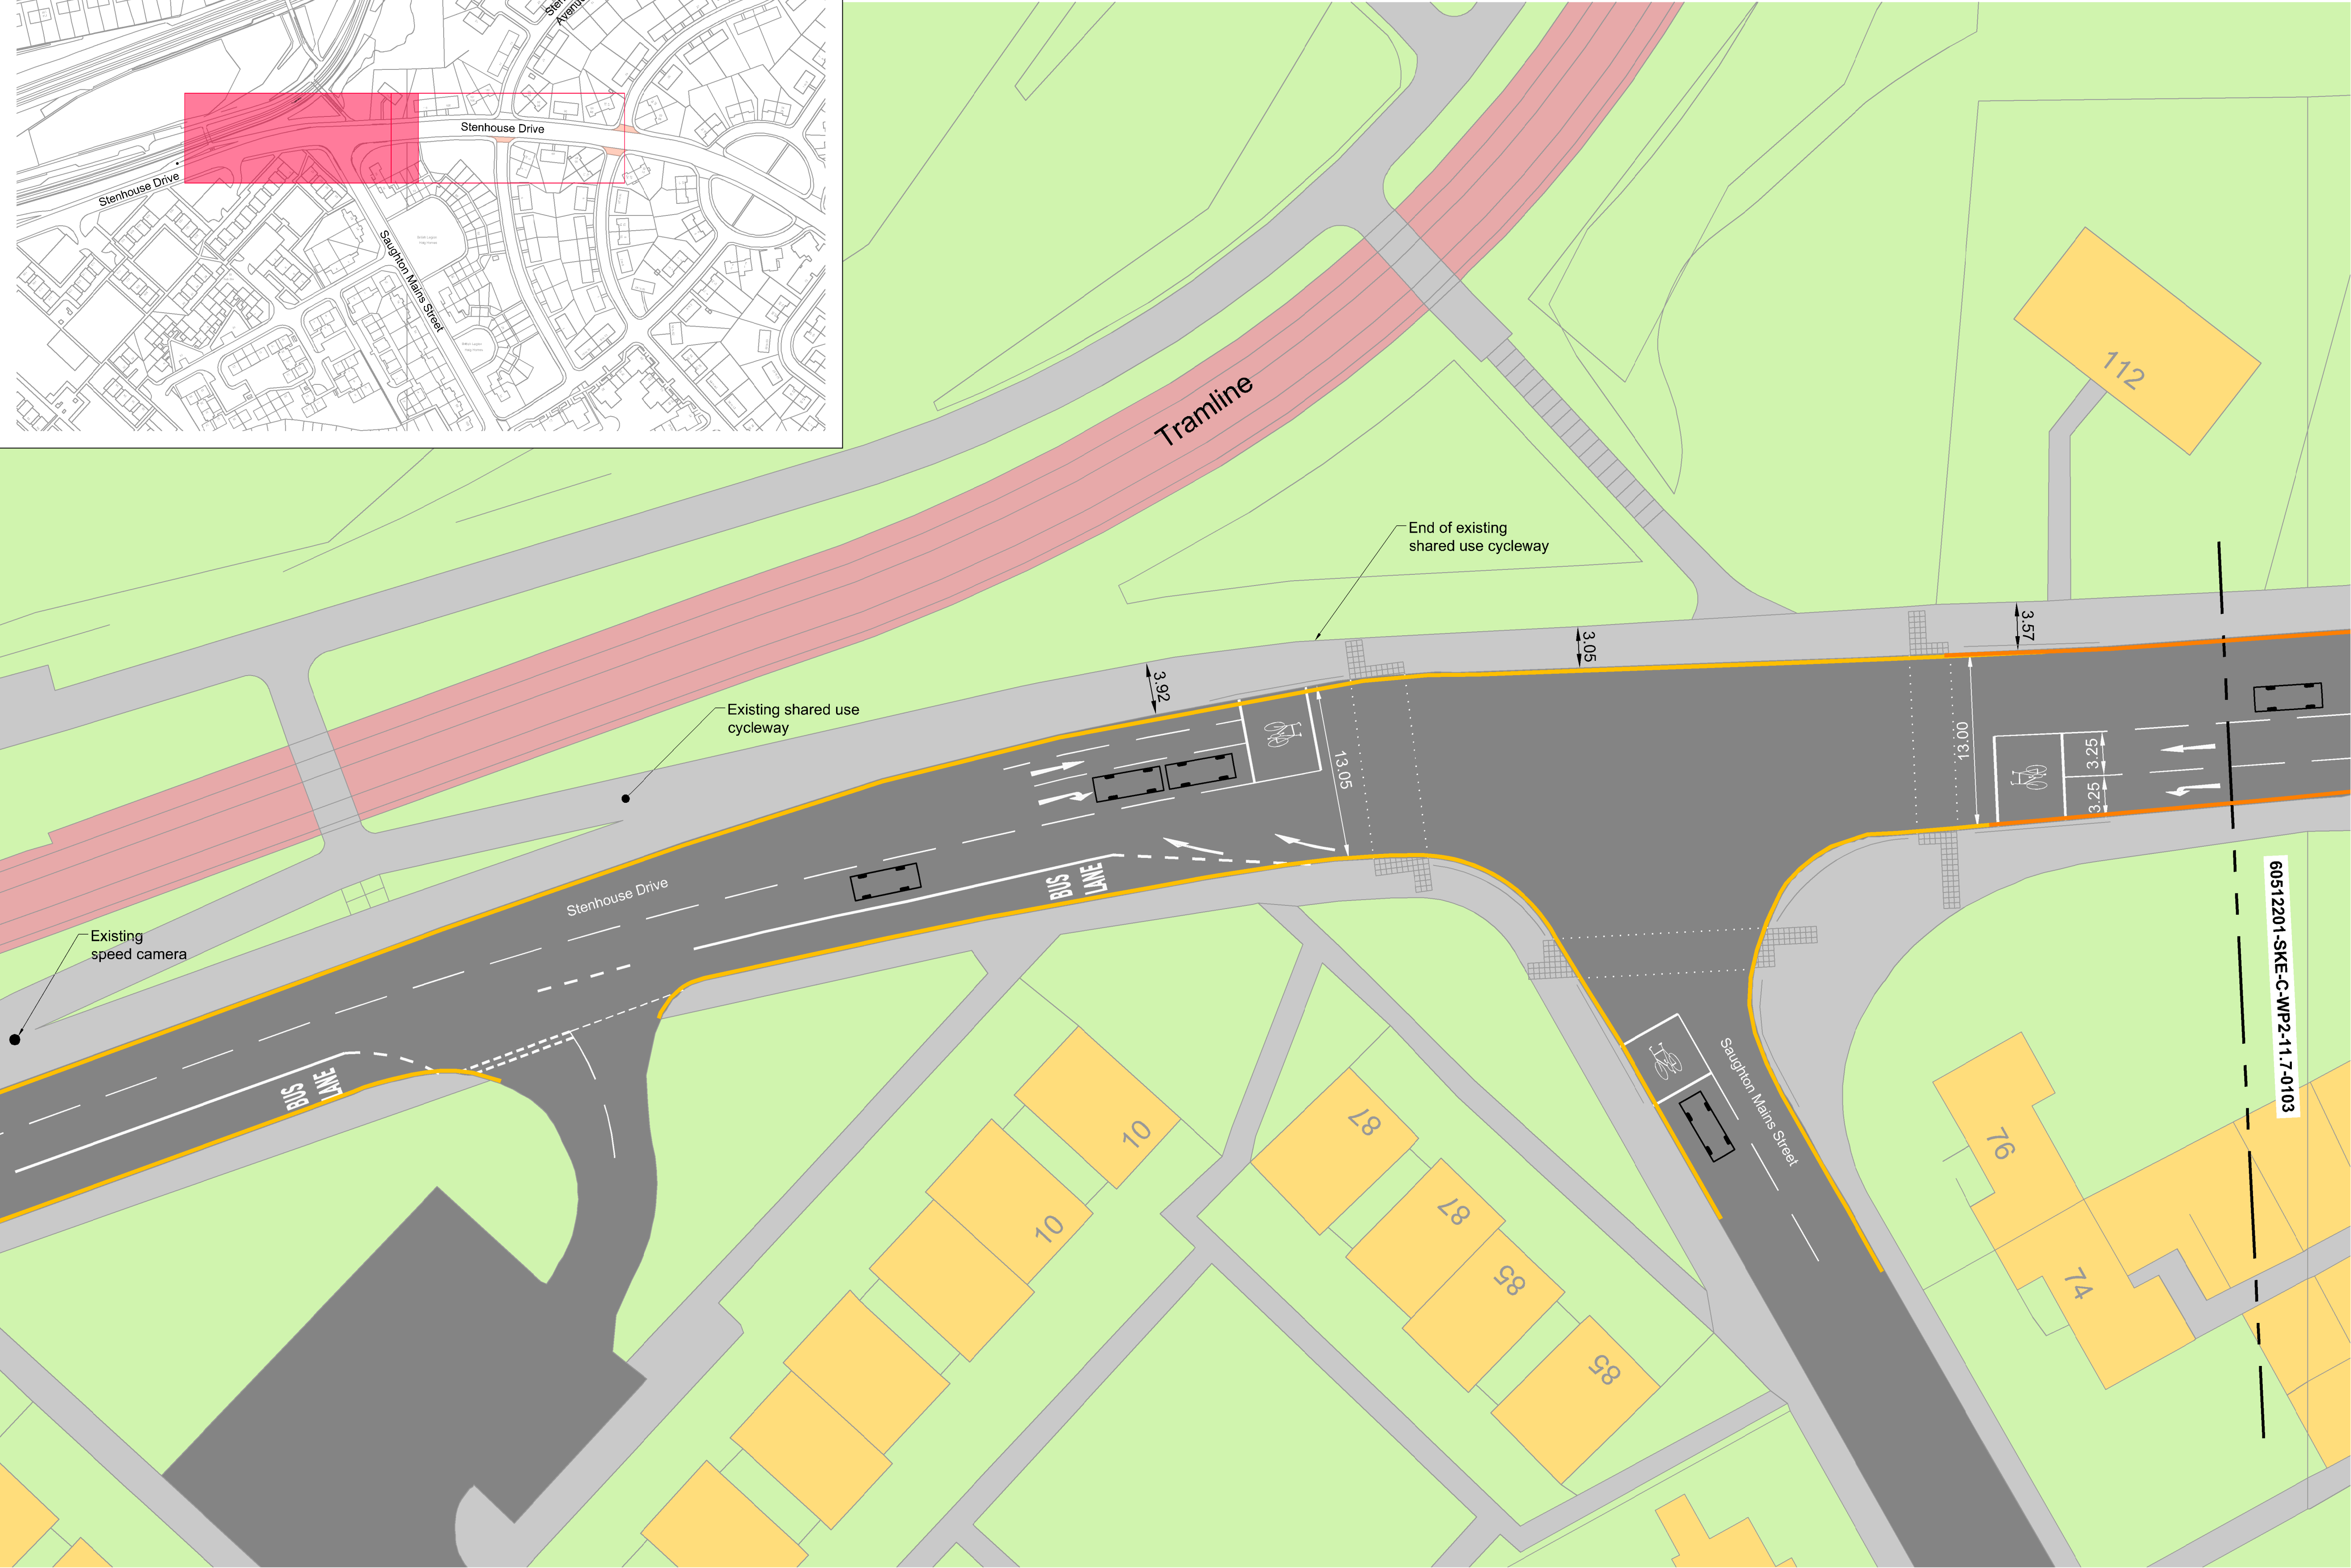 Avenue
Stenhouse Drive
Stenhouse Drive
Saughton Mains Street
Tramline
112
End of existing
shared use cycleway
3.57
3.05
3.92
Existing shared use
cycleway
13.05
13.00
3.25
3.25
Stenhouse Drive
BUS
LANE
Existing
speed camera
BUS
LANE
60512201-SKE-C-WP2-11.7-0103
Saughton Mains Street
10
10
87
87
85
85
76
74